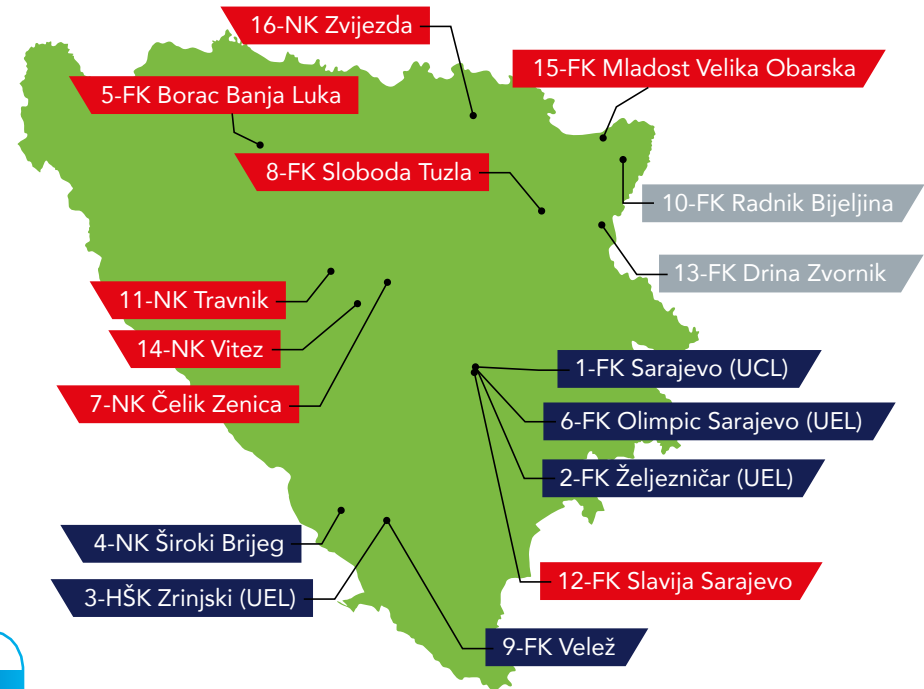 16-NK Zvijezda
15-FK Mladost Velika Obarska
5-FK Borac Banja Luka
8-FK Sloboda Tuzla
10-FK Radnik Bijeljina
13-FK Drina Zvornik
11-NK Travnik
14-NK Vitez
1-FK Sarajevo (UCL)
7-NK Čelik Zenica
6-FK Olimpic Sarajevo (UEL)
2-FK Željezničar (UEL)
4-NK Široki Brijeg
12-FK Slavija Sarajevo
3-HŠK Zrinjski (UEL)
9-FK Velež